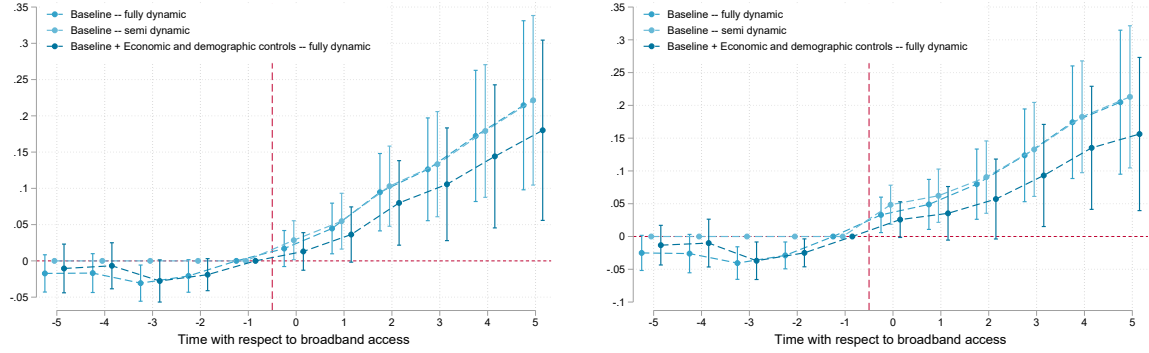 Baseline -- fully dynamic
Baseline -- semi dynamic
Baseline + Economic and demographic controls -- fully dynamic
.35
.3
.25
.2
.15
.1
.05
0
-.05
-5 -4 -3 -2 -1 0 1 2 3 4 5
Time with respect to broadband access
Baseline -- fully dynamic
Baseline -- semi dynamic
Baseline + Economic and demographic controls -- fully dynamic
.35
.3
.25
.2
.15
.1
.05
0
-.05
-.1
-5 -4 -3 -2 -1 0 1 2 3 4 5
Time with respect to broadband access